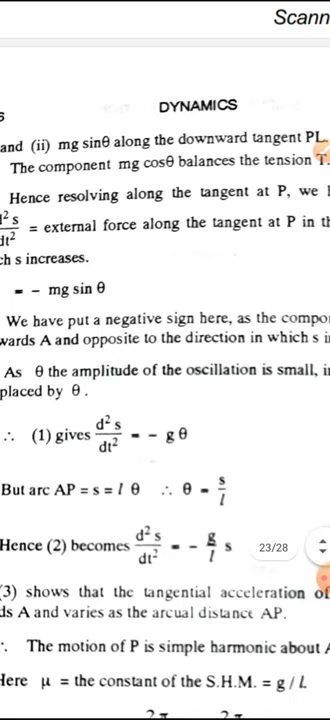 Scann
DYNAMICS
and (ii) mg sinθ along the downward tangent PL.
The component mg cosθ balances the tension T.
Hence resolving along the tangent at P, we
d²s/dt² = external force along the tangent at P in
ch s increases.
= – mg sin θ
We have put a negative sign here, as the compo
wards A and opposite to the direction in which s
As θ the amplitude of the oscillation is small,
placed by θ .
∴ (1) gives d²s/dt² = – g θ
But arc AP = s = l θ ∴ θ = s/l
Hence (2) becomes d²s/dt² = – g/l s
23/28
(3) shows that the tangential acceleration of
ds A and varies as the arcual distance AP.
∴ The motion of P is simple harmonic about
Here μ = the constant of the S.H.M. = g / l.
2π 2π